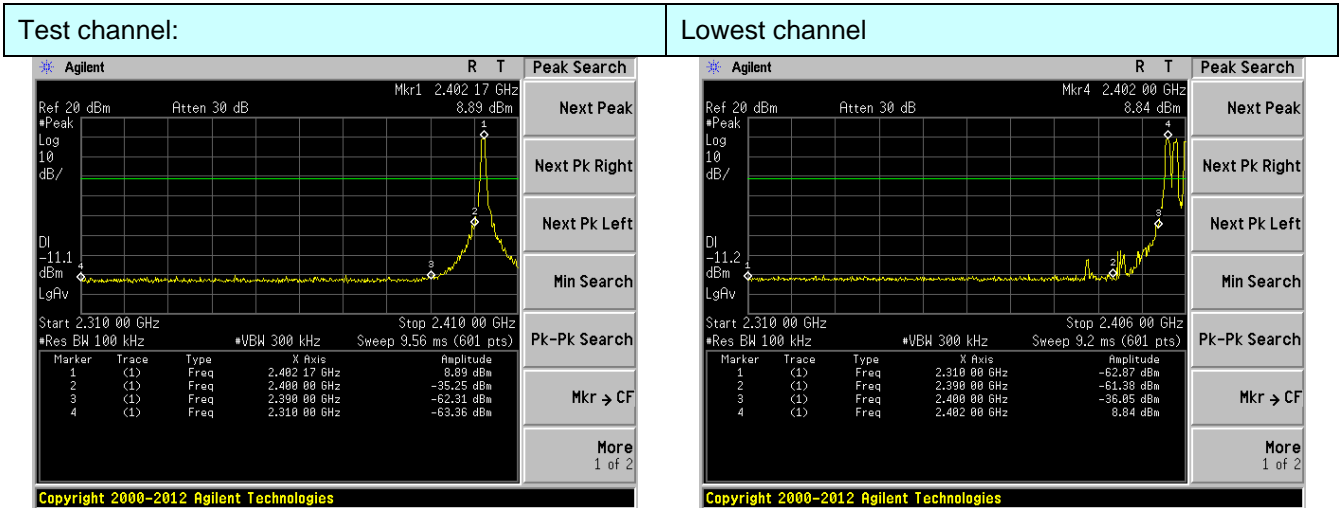 Test channel: Lowest channel
Agilent R T Peak Search
Mkr1 2.402 17 GHz
Ref 20 dBm Atten 30 dB 8.89 dBm
#Peak
Log
10
dB/
DI
-11.1
dBm
LgAv
1
2
3
4
Start 2.310 00 GHz Stop 2.410 00 GHz
#Res BW 100 kHz #VBW 300 kHz Sweep 9.56 ms (601 pts)
Marker Trace Type X Axis Amplitude
1 (1) Freq 2.402 17 GHz 8.89 dBm
2 (1) Freq 2.400 00 GHz -35.25 dBm
3 (1) Freq 2.390 00 GHz -62.31 dBm
4 (1) Freq 2.310 00 GHz -63.36 dBm
Next Peak
Next Pk Right
Next Pk Left
Min Search
Pk-Pk Search
Mkr → CF
More
1 of 2
Copyright 2000-2012 Agilent Technologies
Agilent R T Peak Search
Mkr4 2.402 00 GHz
Ref 20 dBm Atten 30 dB 8.84 dBm
#Peak
Log
10
dB/
DI
-11.2
dBm
LgAv
4
3
2
1
Start 2.310 00 GHz Stop 2.406 00 GHz
#Res BW 100 kHz #VBW 300 kHz Sweep 9.2 ms (601 pts)
Marker Trace Type X Axis Amplitude
1 (1) Freq 2.310 00 GHz -62.87 dBm
2 (1) Freq 2.390 00 GHz -61.38 dBm
3 (1) Freq 2.400 00 GHz -36.05 dBm
4 (1) Freq 2.402 00 GHz 8.84 dBm
Next Peak
Next Pk Right
Next Pk Left
Min Search
Pk-Pk Search
Mkr → CF
More
1 of 2
Copyright 2000-2012 Agilent Technologies